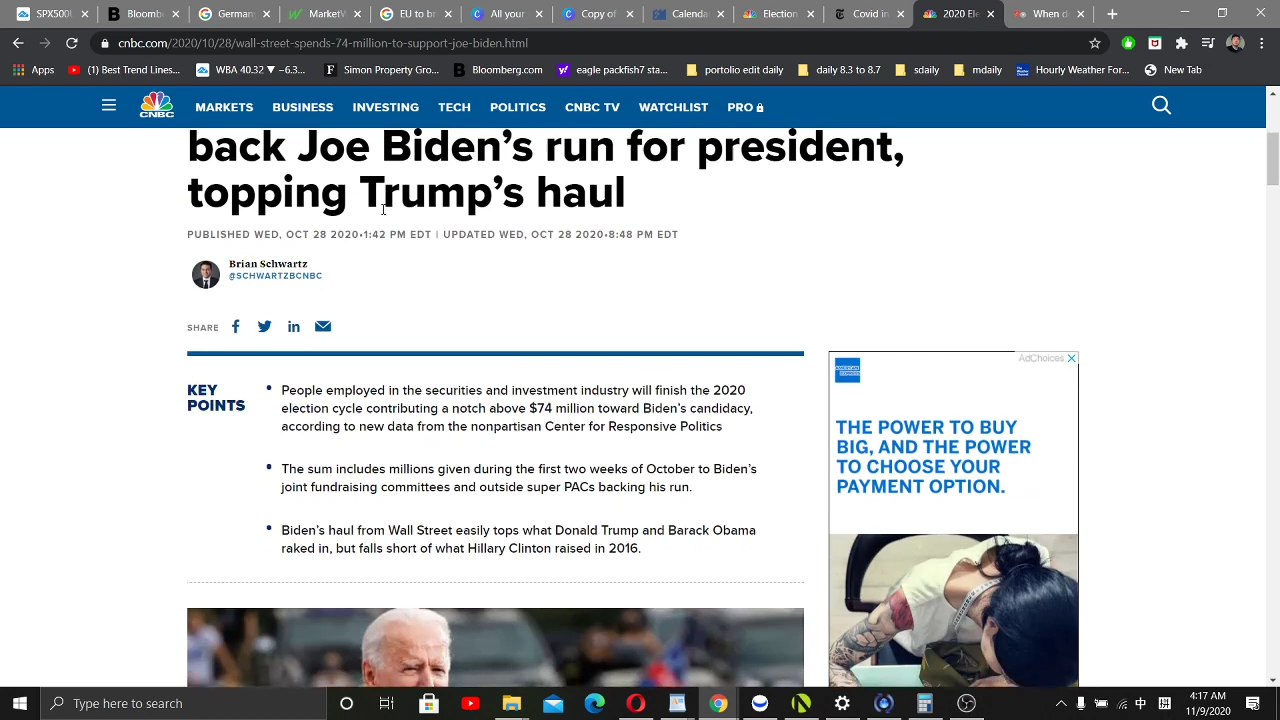 SPX500
Market
EU to r
Apple c
Copy of
Calenda
Election
2020 Ele
cnbc.com/2020/10/28/wall-street-spends-74-million-to-support-joe-biden.html
Apps (1) Best Trend Lines... WBA 40.32 ▼ −6.3... Simon Property Gro... Bloomberg.com eagle packfish7 sta... porfolio edit daily daily 8.3 to 8.7 sdaily mdaily Hourly Weather For... New Tab
CNBC MARKETS BUSINESS INVESTING TECH POLITICS CNBC TV WATCHLIST PRO
back Joe Biden’s run for president,
topping Trump’s haul
PUBLISHED WED, OCT 28 2020•1:42 PM EDT | UPDATED WED, OCT 28 2020•8:48 PM EDT
Brian Schwartz
@SCHWARTZBCNBC
SHARE
KEY
POINTS
People employed in the securities and investment industry will finish the 2020
election cycle contributing a notch above $74 million toward Biden’s candidacy,
according to new data from the nonpartisan Center for Responsive Politics
The sum includes millions given during the first two weeks of October to Biden’s
joint fundraising committees and outside super PACs backing his run.
Biden’s haul from Wall Street easily tops what Donald Trump and Barack Obama
raked in, but falls short of what Hillary Clinton raised in 2016.
AdChoices
THE POWER TO BUY
BIG, AND THE POWER
TO CHOOSE YOUR
PAYMENT OPTION.
Type here to search
中
4:17 AM
11/9/2020